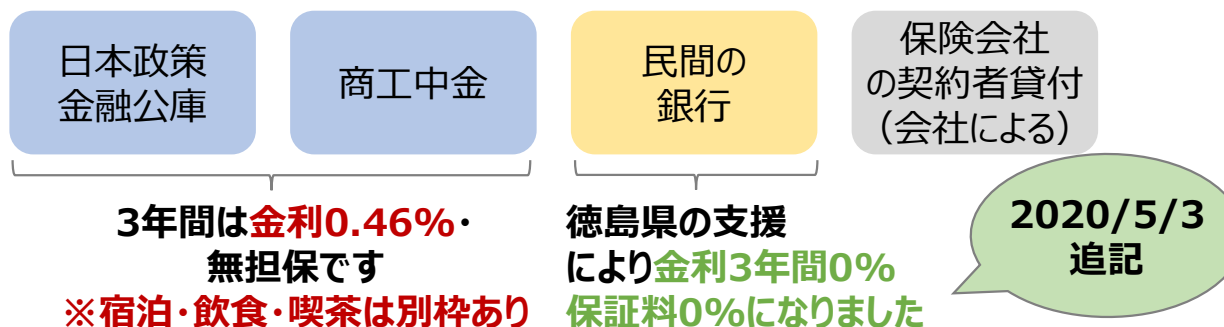 日本政策
金融公庫
商工中金
民間の
銀行
保険会社
の契約者貸付
（会社による）
3年間は金利0.46%・
無担保です
※宿泊・飲食・喫茶は別枠あり
徳島県の支援
により金利3年間0%
保証料0%になりました
2020/5/3
追記